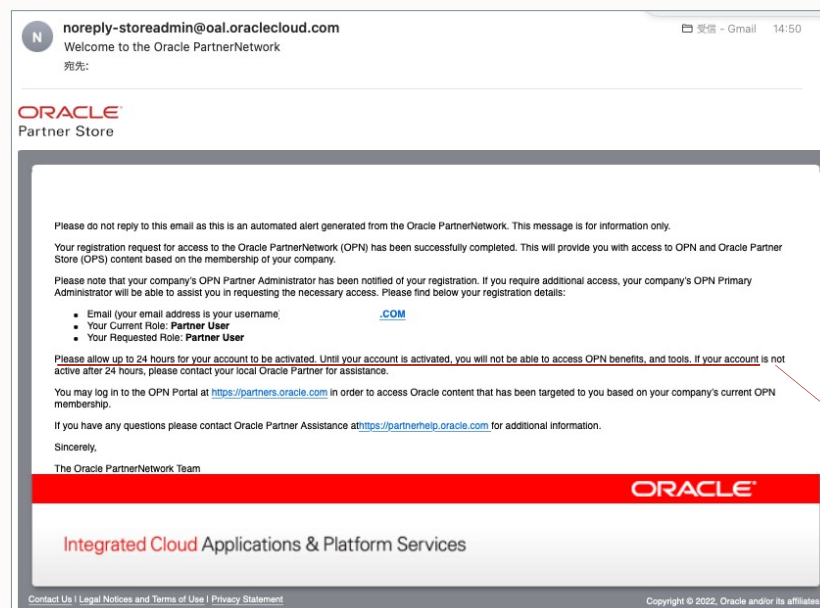 N
noreply-storeadmin@oal.oraclecloud.com
受信 - Gmail 14:50
Welcome to the Oracle PartnerNetwork
宛先:
ORACLE
Partner Store
Please do not reply to this email as this is an automated alert generated from the Oracle PartnerNetwork. This message is for information only.
Your registration request for access to the Oracle PartnerNetwork (OPN) has been successfully completed. This will provide you with access to OPN and Oracle Partner
Store (OPS) content based on the membership of your company.
Please note that your company's OPN Partner Administrator has been notified of your registration. If you require additional access, your company's OPN Primary
Administrator will be able to assist you in requesting the necessary access. Please find below your registration details:
• Email (your email address is your username) .COM
• Your Current Role: Partner User
• Your Requested Role: Partner User
Please allow up to 24 hours for your account to be activated. Until your account is activated, you will not be able to access OPN benefits, and tools. If your account is not
active after 24 hours, please contact your local Oracle Partner for assistance.
You may log in to the OPN Portal at https://partners.oracle.com in order to access Oracle content that has been targeted to you based on your company's current OPN
membership.
If you have any questions please contact Oracle Partner Assistance athttps://partnerhelp.oracle.com for additional information.
Sincerely,
The Oracle PartnerNetwork Team
ORACLE
Integrated Cloud Applications & Platform Services
Contact Us | Legal Notices and Terms of Use | Privacy Statement
Copyright © 2022, Oracle and/or its affiliates